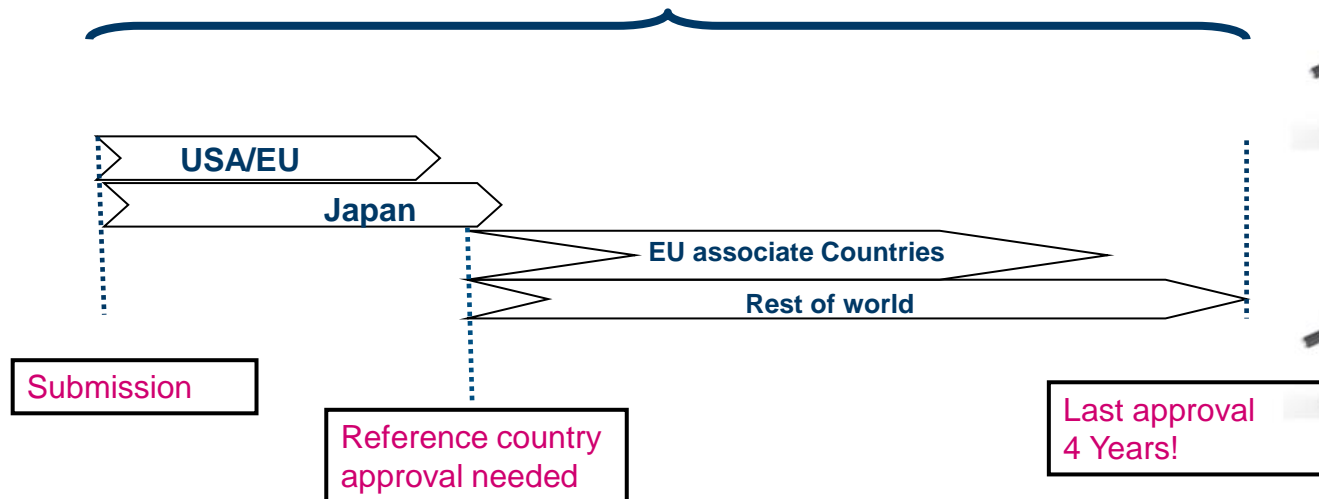 USA/EU
Japan
EU associate Countries
Rest of world
Submission
Reference country
approval needed
Last approval
4 Years!